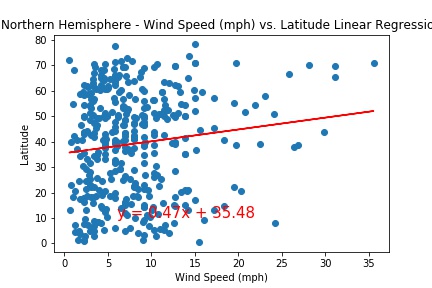 Northern Hemisphere - Wind Speed (mph) vs. Latitude Linear Regressio
80
70
60
50
40
30
20
10
0
Latitude
y = 0.47x + 35.48
0 5 10 15 20 25 30 35
Wind Speed (mph)